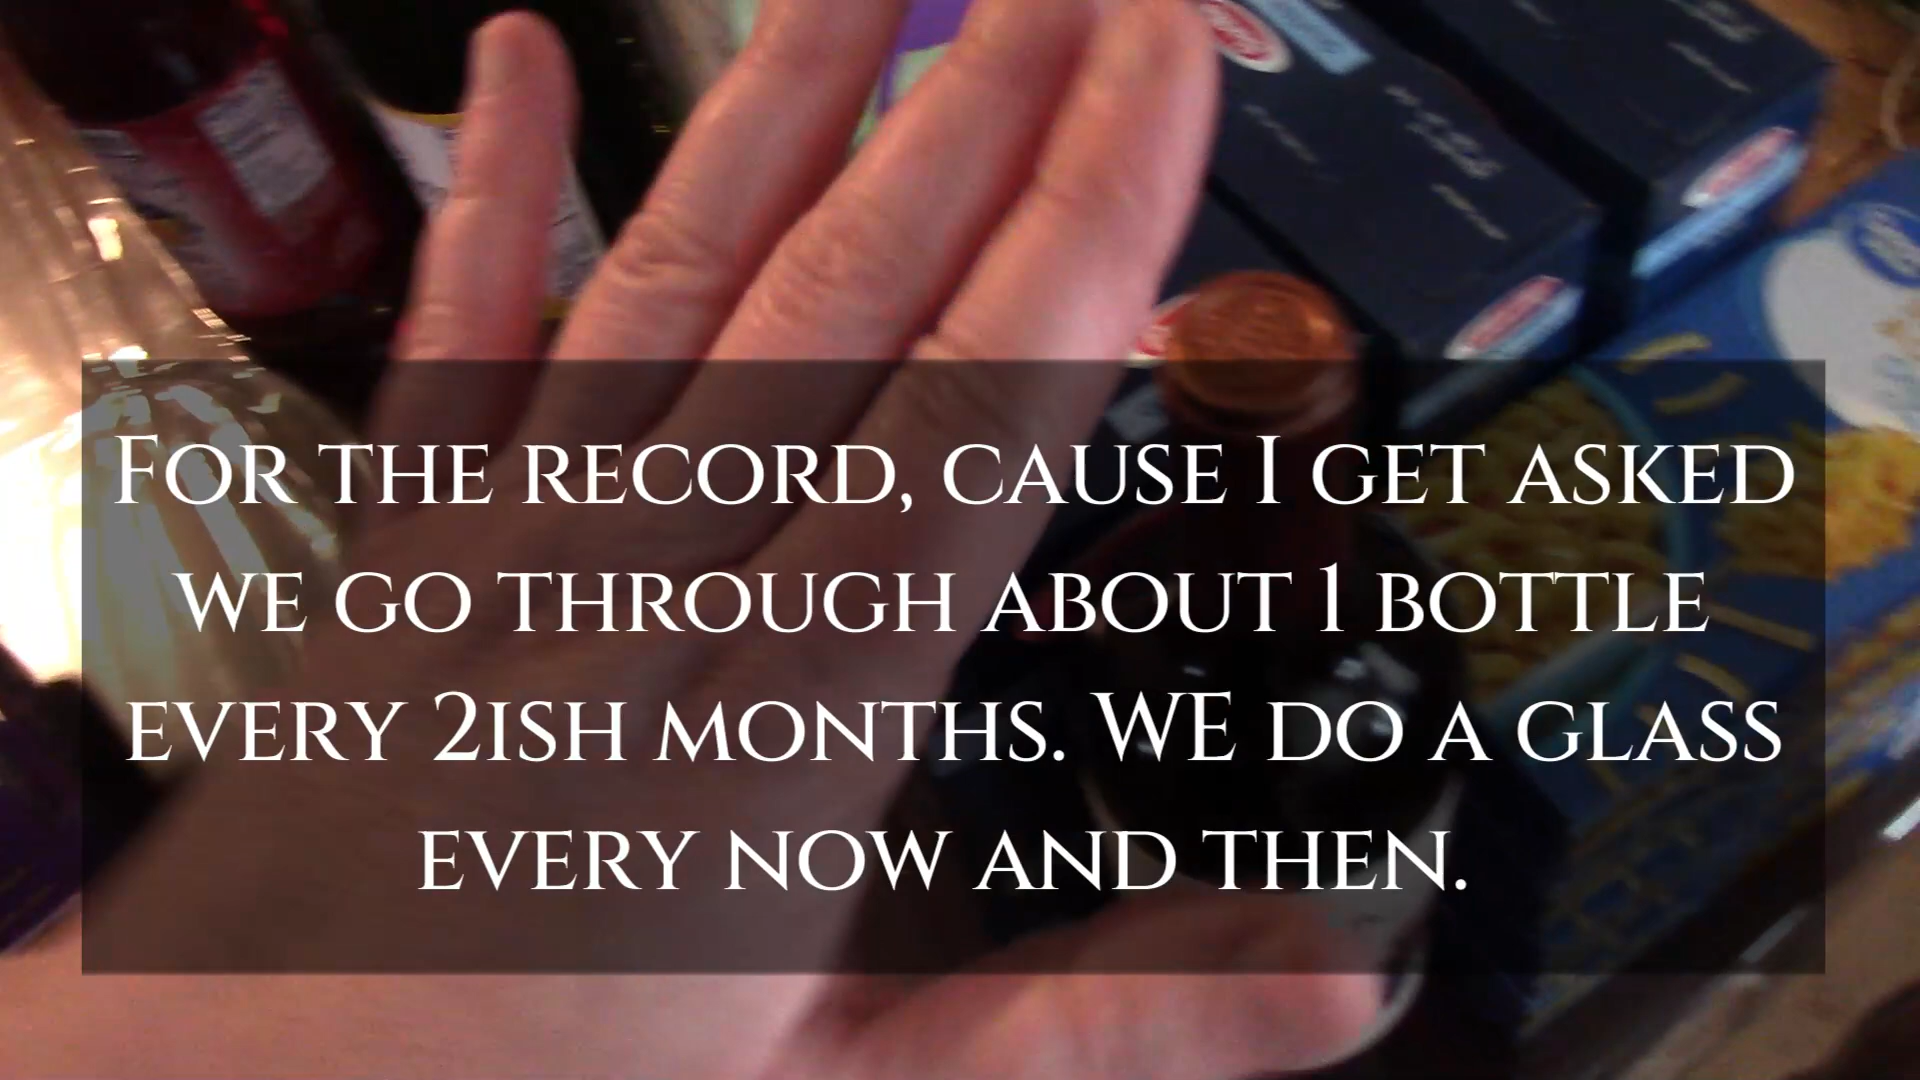 For the record, cause I get asked
we go through about 1 bottle
every 2ish months. WE do a glass
every now and then.